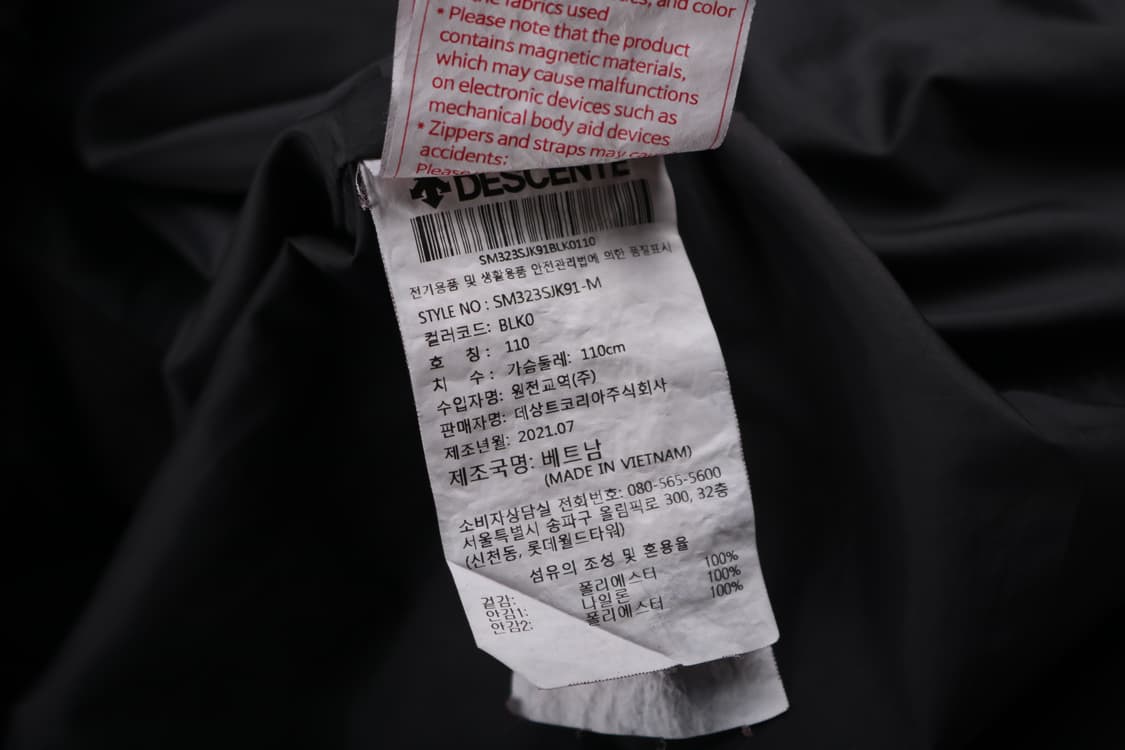 the fabrics used
and color
* Please note that the product
contains magnetic materials,
which may cause malfunctions
on electronic devices such as
mechanical body aid devices
* Zippers and straps may
accidents:
Please
DESCENTE
SM323SJK91BLK0110
전기용품 및 생활용품 안전관리법에 의한 품질표시
STYLE NO : SM323SJK91-M
컬러코드: BLK0
호 칭: 110
치 수: 가슴둘레: 110cm
수입자명: 원전교역(주)
판매자명: 데상트코리아주식회사
제조년월: 2021.07
제조국명: 베트남
(MADE IN VIETNAM)
소비자상담실 전화번호: 080-565-5600
서울특별시 송파구 올림픽로 300, 32층
(신천동, 롯데월드타워)
섬유의 조성 및 혼용율
겉감: 폴리에스터 100%
안감1: 나일론 100%
안감2: 폴리에스터 100%